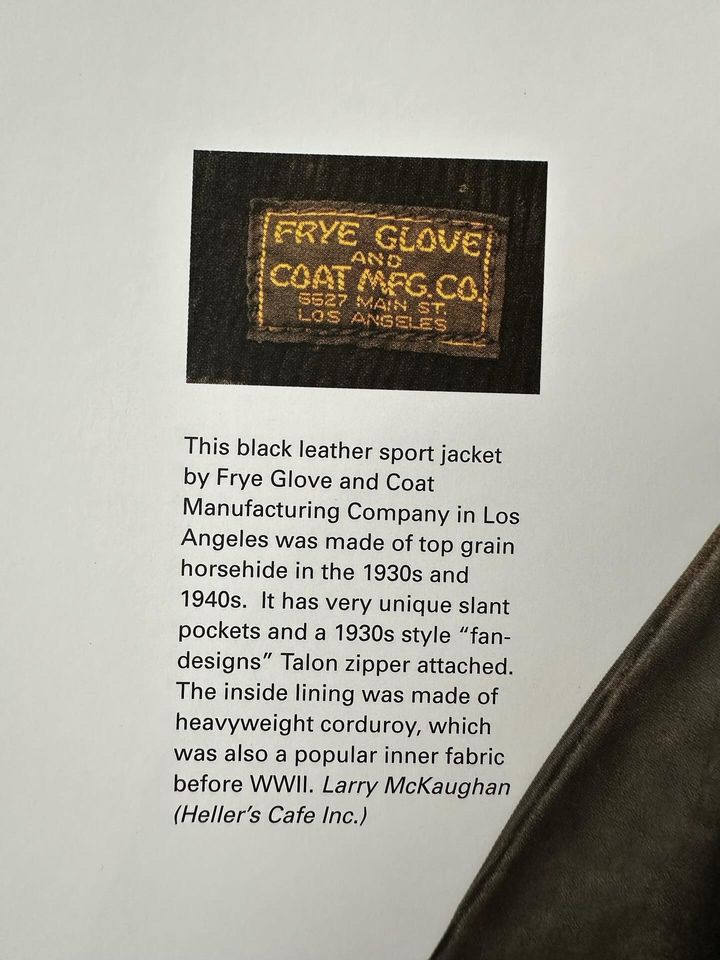 FRYE GLOVE
AND
COAT MFG. CO.
6627 MAIN ST.
LOS ANGELES
This black leather sport jacket
by Frye Glove and Coat
Manufacturing Company in Los
Angeles was made of top grain
horsehide in the 1930s and
1940s.  It has very unique slant
pockets and a 1930s style “fan-
designs” Talon zipper attached.
The inside lining was made of
heavyweight corduroy, which
was also a popular inner fabric
before WWII. Larry McKaughan
(Heller’s Cafe Inc.)